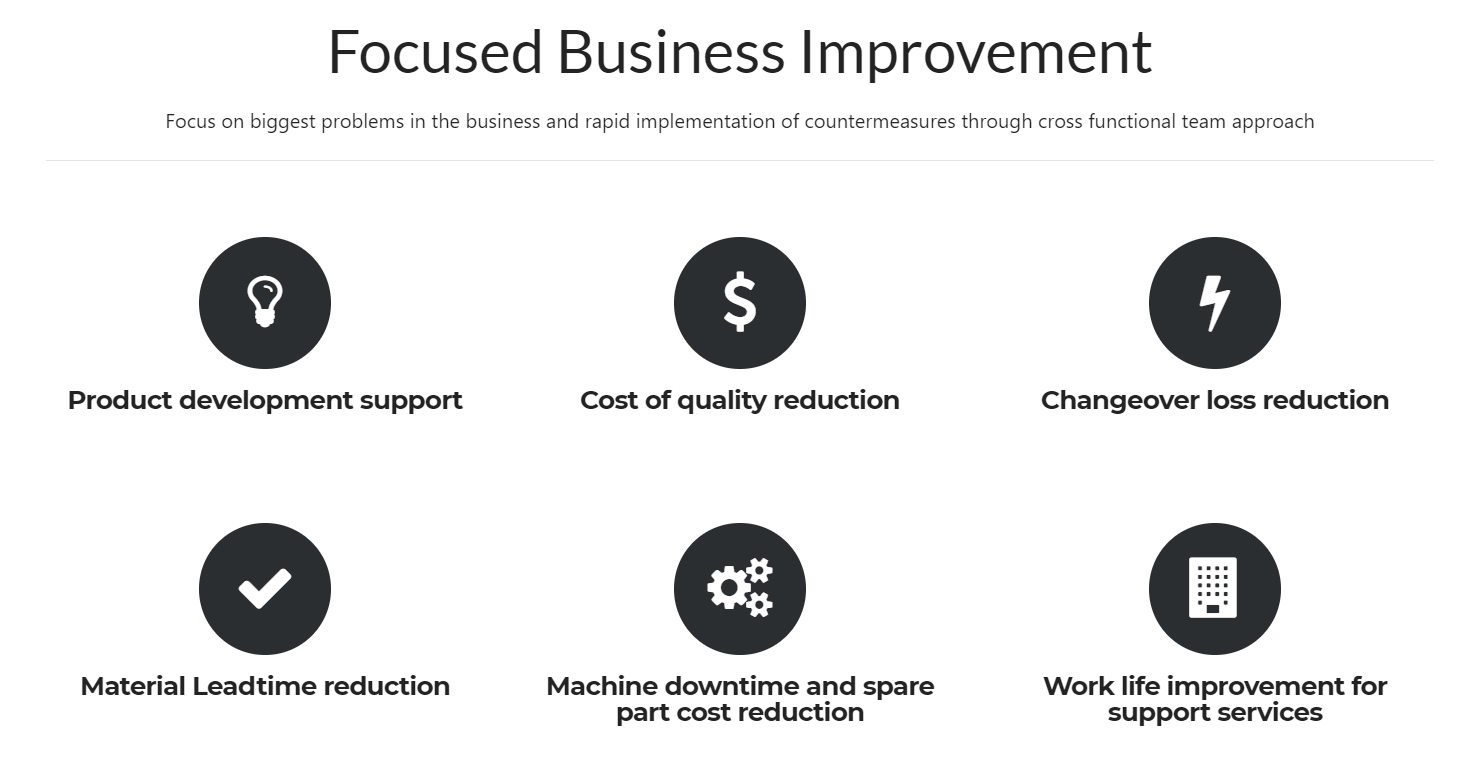 Focused Business Improvement
Focus on biggest problems in the business and rapid implementation of countermeasures through cross functional team approach
Product development support
Cost of quality reduction
Changeover loss reduction
Material Leadtime reduction
Machine downtime and spare
part cost reduction
Work life improvement for
support services